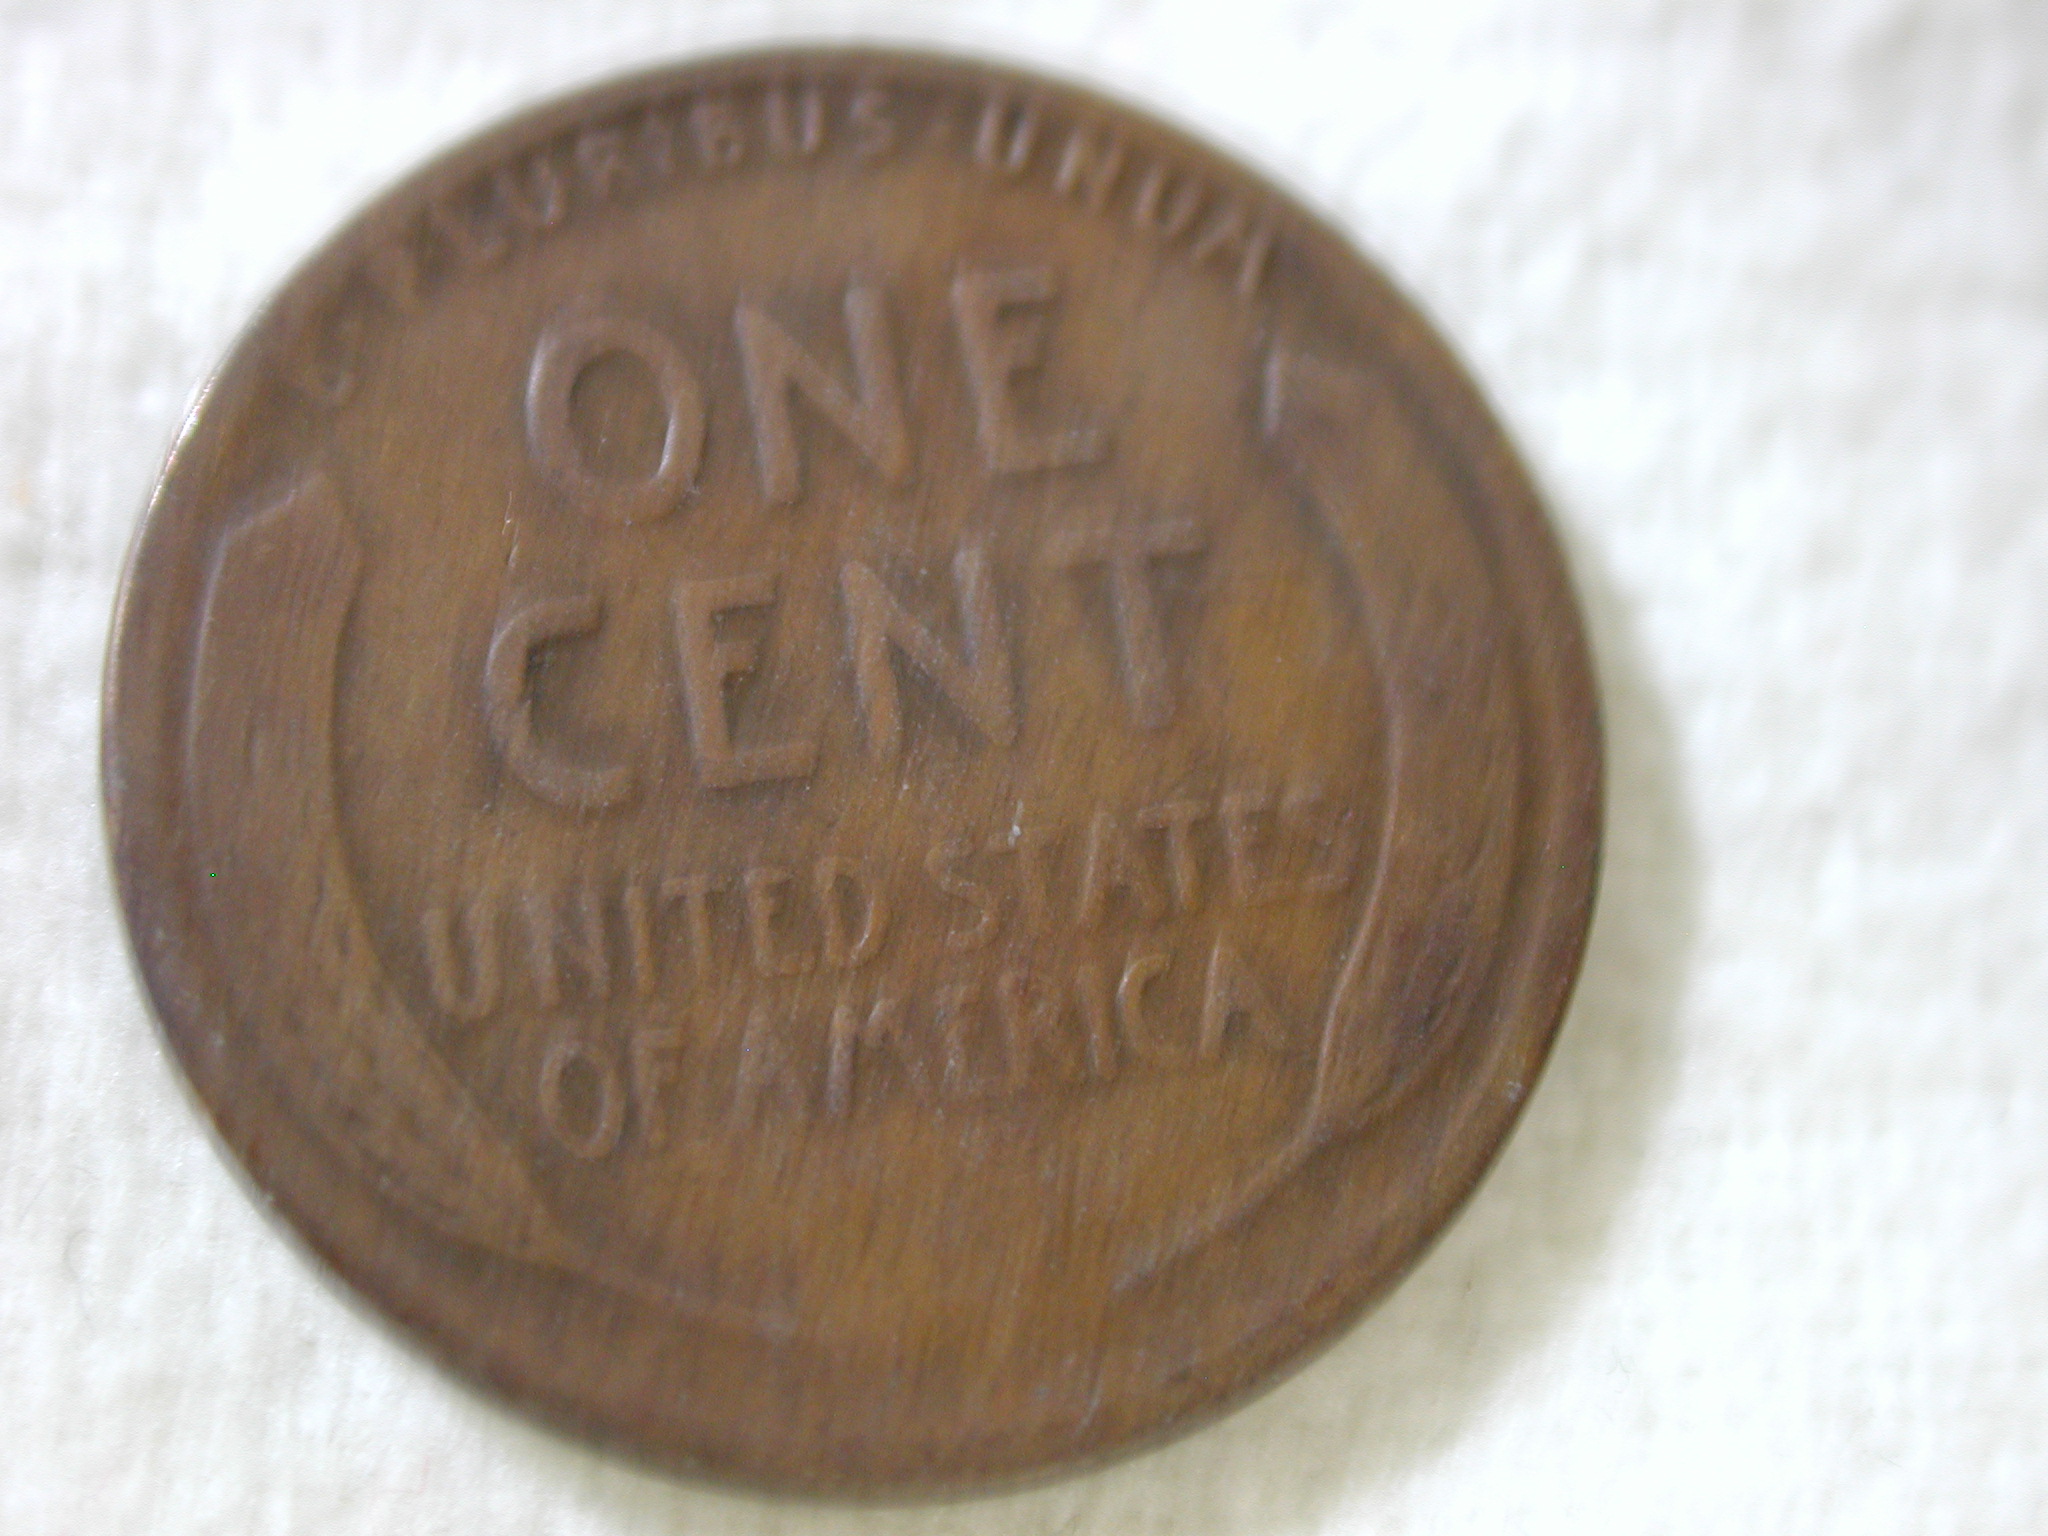 E PLURIBUS UNUM
ONE
CENT
UNITED STATES
OF AMERICA